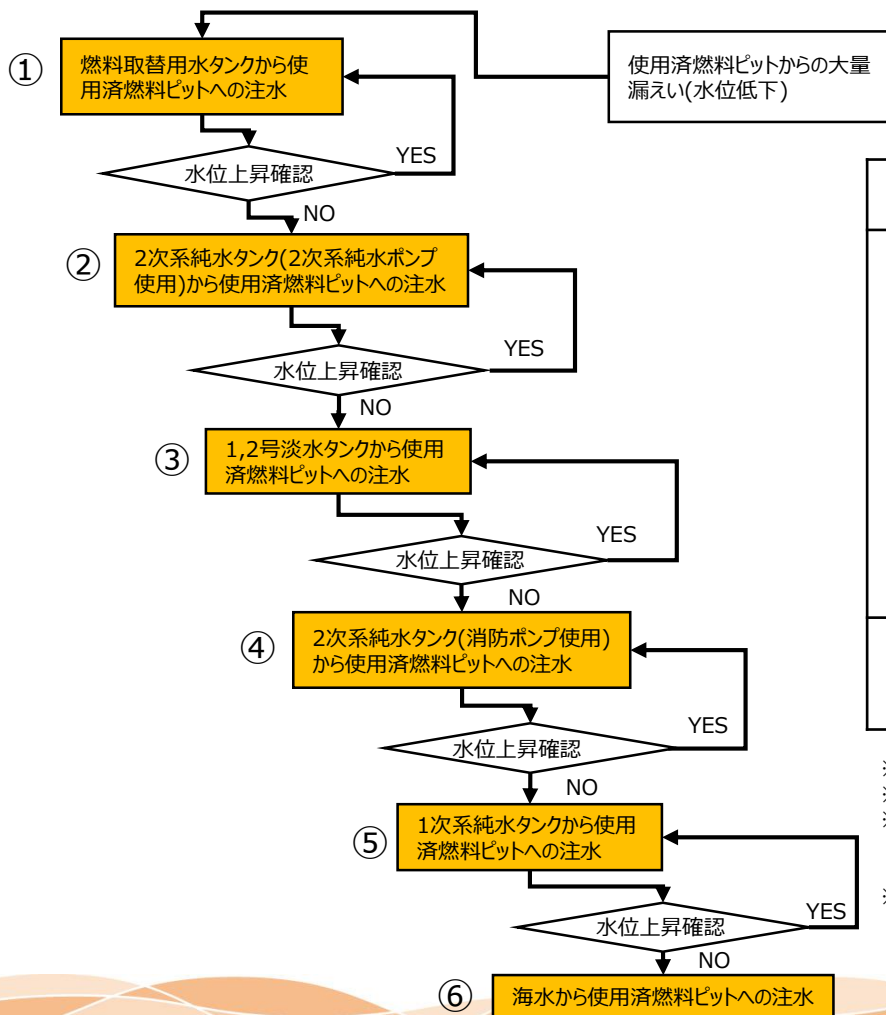 使用済燃料ピットからの大量
漏えい(水位低下)
①
燃料取替用水タンクから使
用済燃料ピットへの注水
YES
水位上昇確認
NO
②
2次系純水タンク(2次系純水ポンプ
使用)から使用済燃料ピットへの注水
YES
水位上昇確認
NO
③
1,2号淡水タンクから使用
済燃料ピットへの注水
YES
水位上昇確認
NO
④
2次系純水タンク(消防ポンプ使用)
から使用済燃料ピットへの注水
YES
水位上昇確認
NO
⑤
1次系純水タンクから使用
済燃料ピットへの注水
YES
水位上昇確認
NO
⑥
海水から使用済燃料ピットへの注水
※
※
※
※